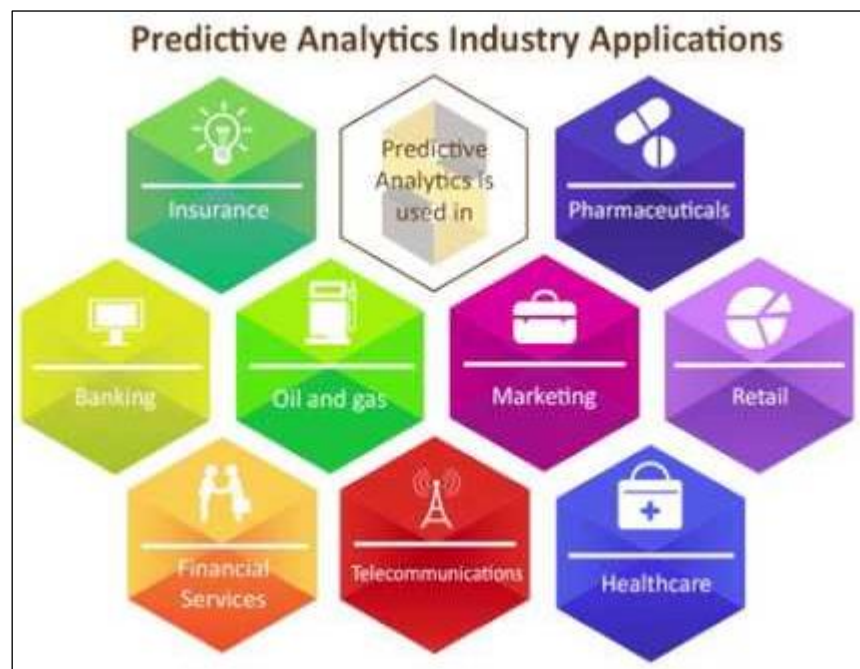 Predictive Analytics Industry Applications
Insurance
Predictive
Analytics is
used in
Pharmaceuticals
Banking
Oil and gas
Marketing
Retail
Financial
Services
Telecommunications
Healthcare